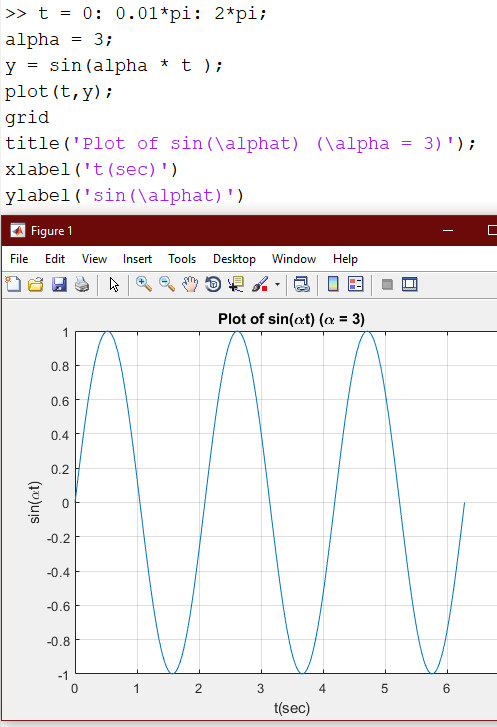 >> t = 0: 0.01*pi: 2*pi;
alpha = 3;
y = sin(alpha * t );
plot(t,y);
grid
title('Plot of sin(\alphat) (\alpha = 3)');
xlabel('t(sec)')
ylabel('sin(\alphat)')
Figure 1
File Edit View Insert Tools Desktop Window Help
Plot of sin(αt) (α = 3)
1
0.8
0.6
0.4
0.2
0
-0.2
-0.4
-0.6
-0.8
-1
sin(αt)
0 1 2 3 4 5 6
t(sec)